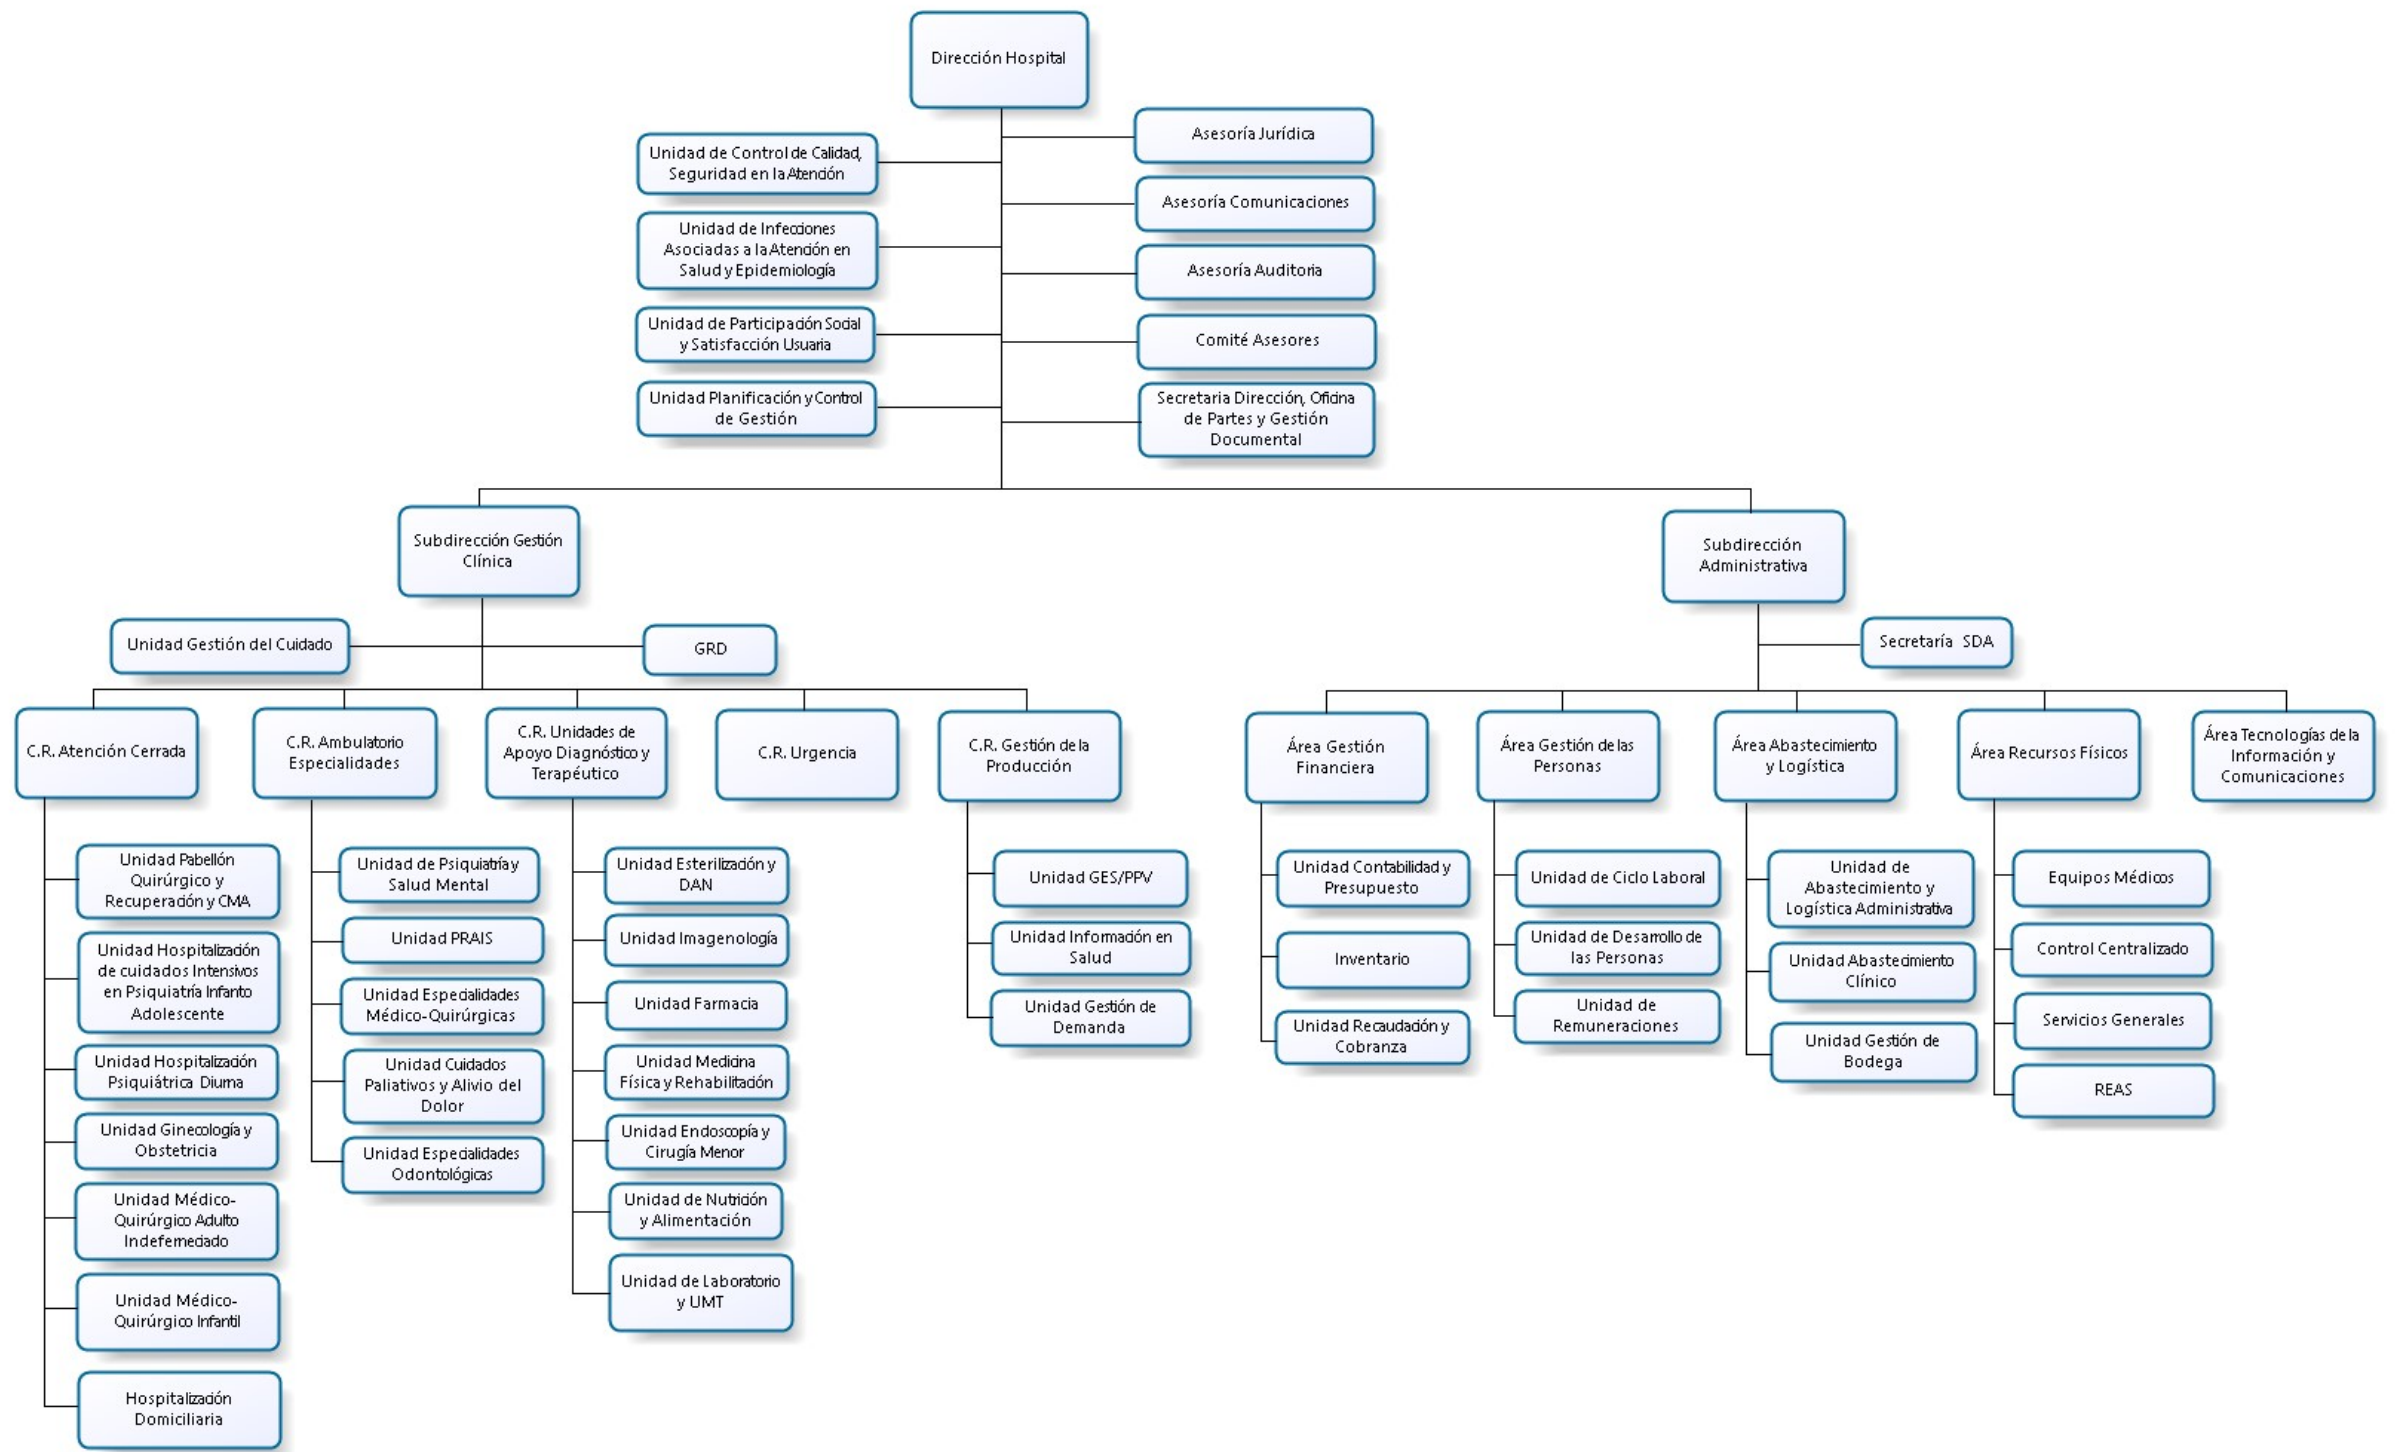 Dirección Hospital
Asesoría Jurídica
Unidad de Control de Calidad,
Seguridad en la Atención
Asesoría Comunicaciones
Unidad de Infecciones
Asociadas a la Atención en
Salud y Epidemiología
Asesoría Auditoria
Unidad de Participación Social
y Satisfacción Usuaria
Comité Asesores
Unidad Planificación y Control
de Gestión
Secretaria Dirección, Oficina
de Partes y Gestión
Documental
Subdirección Gestión
Clínica
Subdirección
Administrativa
Unidad Gestión del Cuidado
GRD
Secretaría SDA
C.R. Atención Cerrada
C.R. Ambulatorio
Especialidades
C.R. Unidades de
Apoyo Diagnóstico y
Terapéutico
C.R. Urgencia
C.R. Gestión de la
Producción
Área Gestión
Financiera
Área Gestión de las
Personas
Área Abastecimiento
y Logística
Área Recursos Físicos
Área Tecnologías de la
Información y
Comunicaciones
Unidad Pabellón
Quirúrgico y
Recuperación y CMA
Unidad Hospitalización
de cuidados Intensivos
en Psiquiatría Infanto
Adolescente
Unidad Hospitalización
Psiquiátrica Diurna
Unidad Ginecología y
Obstetricia
Unidad Médico-
Quirúrgico Adulto
Indeferneciado
Unidad Médico-
Quirúrgico Infantil
Hospitalización
Domiciliaria
Unidad de Psiquiatría y
Salud Mental
Unidad PRAIS
Unidad Especialidades
Médico-Quirúrgicas
Unidad Cuidados
Paliativos y Alivio del
Dolor
Unidad Especialidades
Odontológicas
Unidad Esterilización y
DAN
Unidad Imagenología
Unidad Farmacia
Unidad Medicina
Física y Rehabilitación
Unidad Endoscopía y
Cirugía Menor
Unidad de Nutrición
y Alimentación
Unidad de Laboratorio
y UMT
Unidad GES/PPV
Unidad Información en
Salud
Unidad Gestión de
Demanda
Unidad Contabilidad y
Presupuesto
Inventario
Unidad Recaudación y
Cobranza
Unidad de Ciclo Laboral
Unidad de Desarrollo de
las Personas
Unidad de
Remuneraciones
Unidad de
Abastecimiento y
Logística Administrativa
Unidad Abastecimiento
Clínico
Unidad Gestión de
Bodega
Equipos Médicos
Control Centralizado
Servicios Generales
REAS